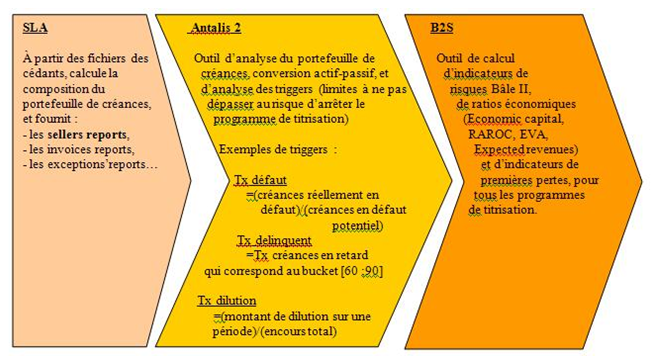 SLA
À partir des fichiers des
cédants, calcule la
composition du
portefeuille de créances,
et fournit :
- les sellers reports,
- les invoices reports,
- les exceptions'reports…
Antalis 2
Outil d'analyse du portefeuille de
créances, conversion actif-passif, et
d'analyse des triggers (limites à ne pas
dépasser au risque d'arrêter le
programme de titrisation)
Exemples de triggers :
Tx défaut
=(créances réellement en
défaut)/(créances en défaut
potentiel)
Tx delinquent
=Tx créances en retard
qui correspond au bucket [60 ;90]
Tx dilution
=(montant de dilution sur une
période)/(encours total)
B2S
Outil de calcul
d'indicateurs de
risques Bâle II,
de ratios économiques
(Economic capital,
RAROC, EVA,
Expected revenues)
et d'indicateurs de
premières pertes, pour
tous les programmes
de titrisation.